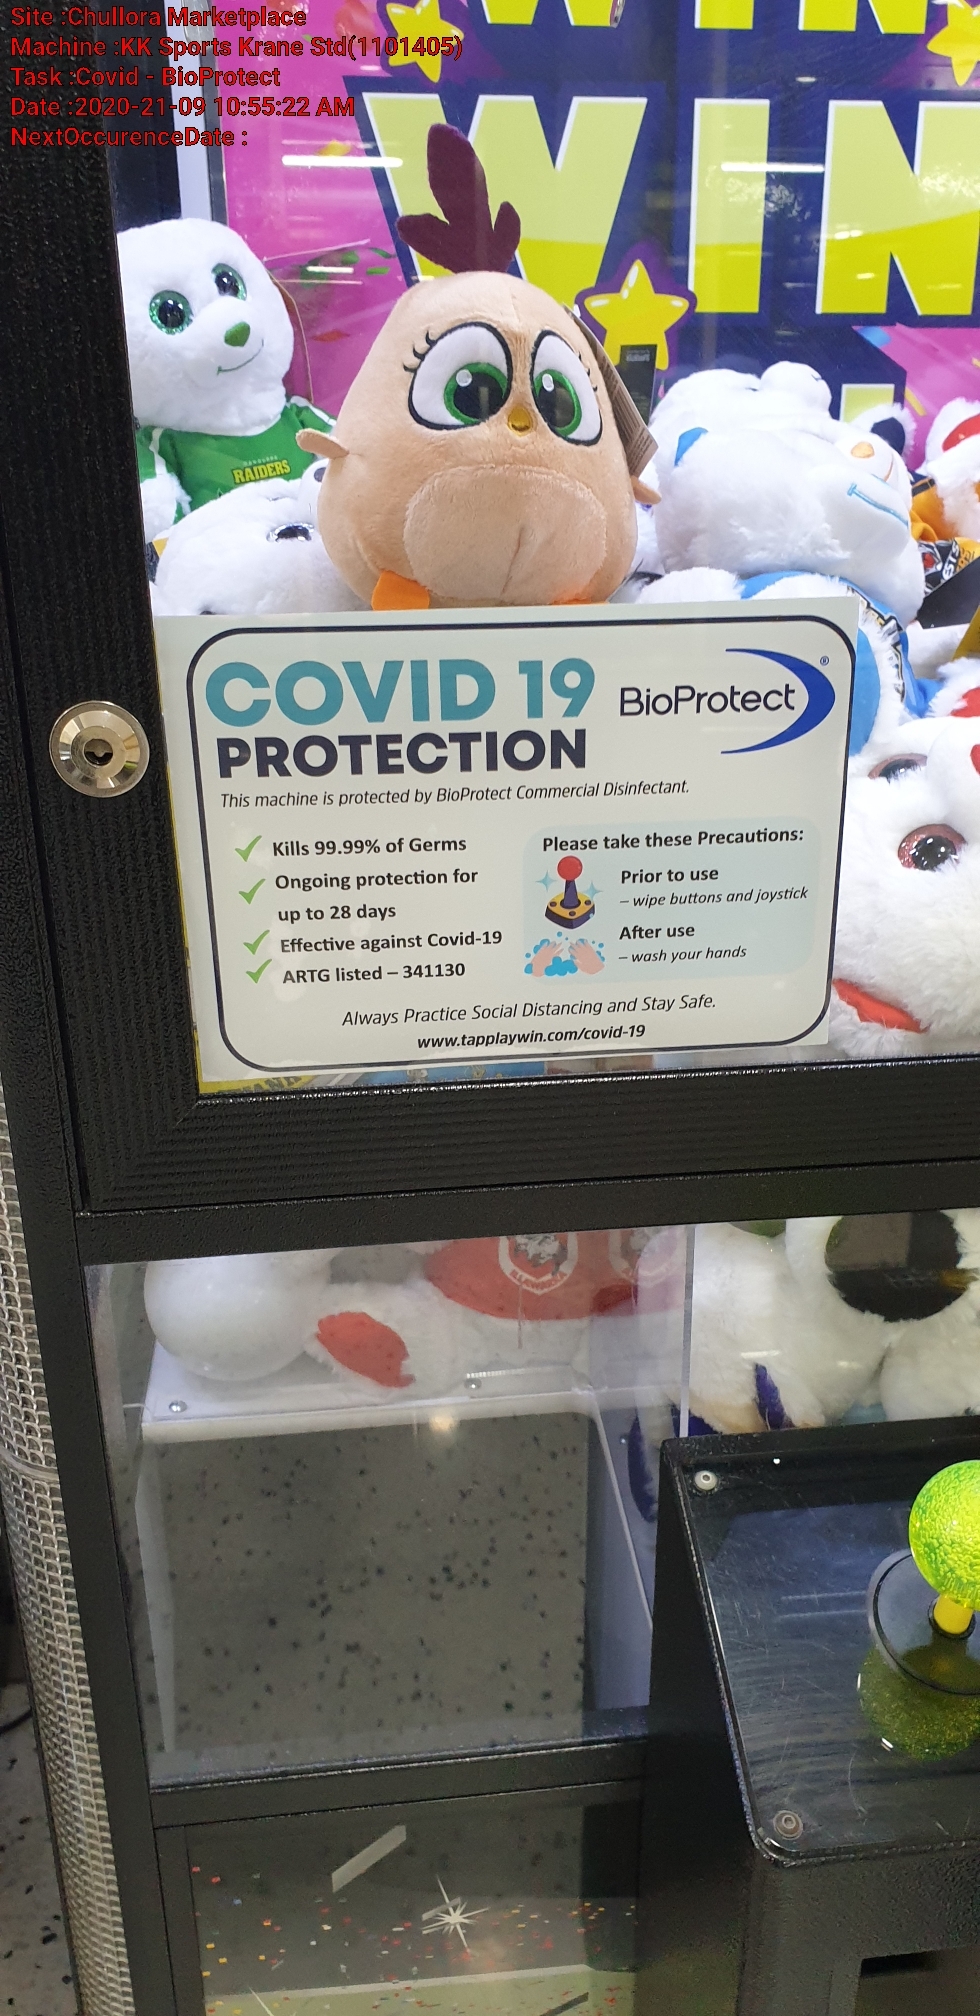 Site :Chullora Marketplace
Machine :KK Sports Krane Std(1101405)
Task :Covid - BioProtect
Date :2020-21-09 10:55:22 AM
NextOccurenceDate :
WIN
WIN
RAIDERS
COVID 19
PROTECTION
BioProtect®
This machine is protected by BioProtect Commercial Disinfectant.
Kills 99.99% of Germs
Ongoing protection for
up to 28 days
Effective against Covid-19
ARTG listed – 341130
Please take these Precautions:
Prior to use
– wipe buttons and joystick
After use
– wash your hands
Always Practice Social Distancing and Stay Safe.
www.tapplaywin.com/covid-19